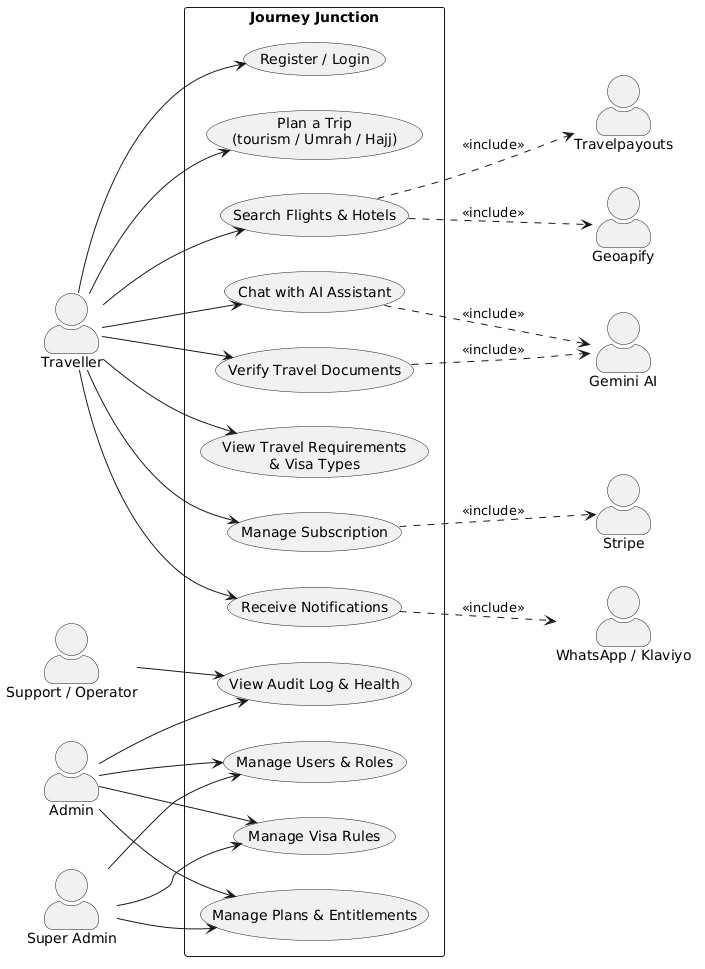 Journey Junction
Register / Login
Plan a Trip
(tourism / Umrah / Hajj)
Search Flights & Hotels
Chat with AI Assistant
Verify Travel Documents
View Travel Requirements
& Visa Types
Manage Subscription
Receive Notifications
View Audit Log & Health
Manage Users & Roles
Manage Visa Rules
Manage Plans & Entitlements
Traveller
Support / Operator
Admin
Super Admin
«include»
«include»
«include»
«include»
«include»
«include»
Travelpayouts
Geoapify
Gemini AI
Stripe
WhatsApp / Klaviyo